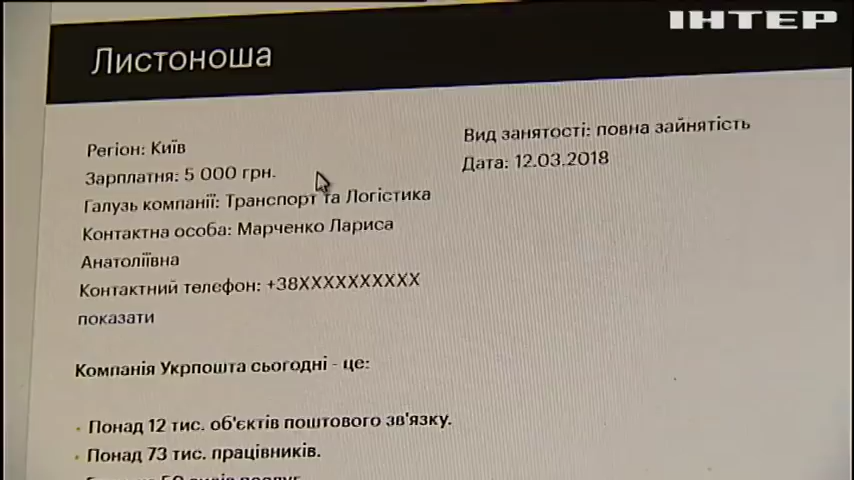 ІНТЕР
Листоноша
Регіон: Київ
Зарплатня: 5 000 грн.
Галузь компанії: Транспорт та Логістика
Контактна особа: Марченко Лариса
Анатоліївна
Контактний телефон: +38XXXXXXXXXX
показати
Вид занятості: повна зайнятість
Дата: 12.03.2018
Компанія Укрпошта сьогодні - це:
• Понад 12 тис. об'єктів поштового зв'язку.
• Понад 73 тис. працівників.